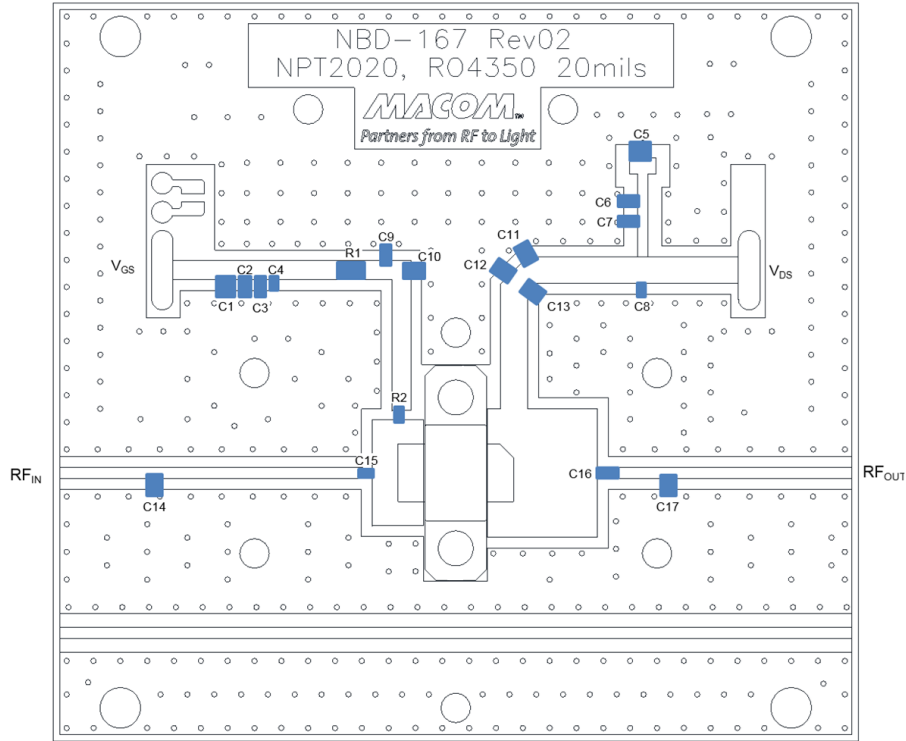 NBD-167 Rev02
NPT2020, RO4350 20mils
MACOM™
Partners from RF to Light
C5
C6
C7
C11
C9
R1
C10
C12
VGS
VDS
C2 C4
C1 C3
C13
C8
R2
C15
C16
RFIN
RFOUT
C14
C17